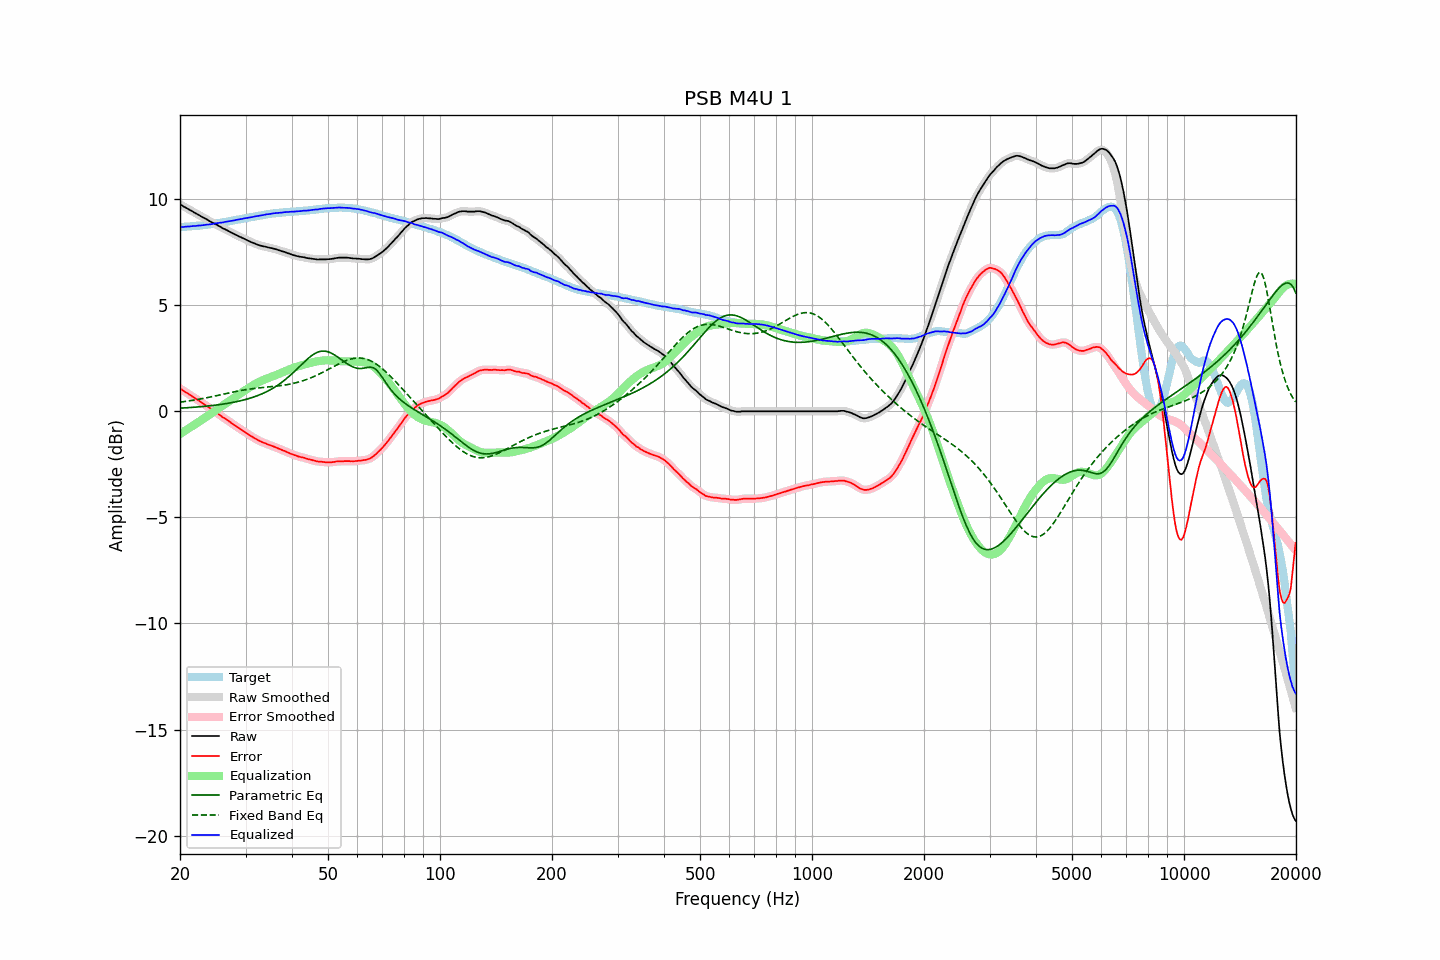 PSB M4U 1
Amplitude (dBr)
10
5
0
−5
−10
−15
−20
Target
Raw Smoothed
Error Smoothed
Raw
Error
Equalization
Parametric Eq
Fixed Band Eq
Equalized
20 50 100 200 500 1000 2000 5000 10000 20000
Frequency (Hz)